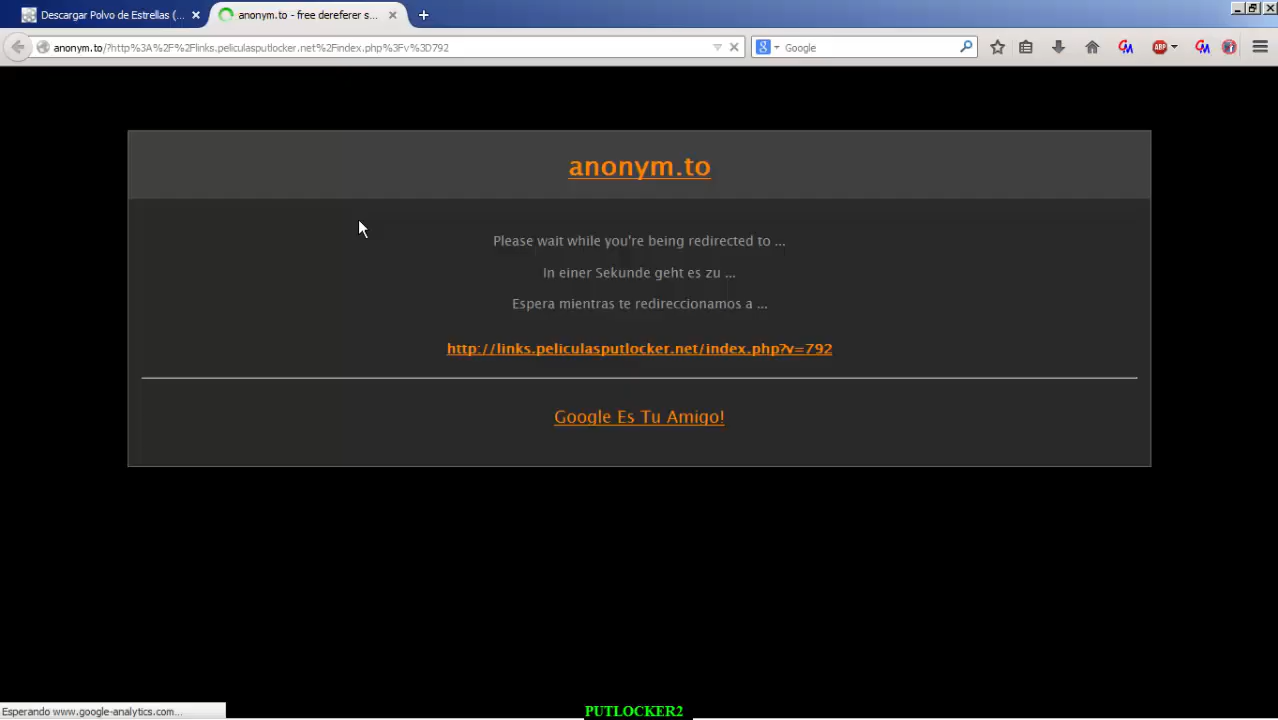 Descargar Polvo de Estrellas (...
anonym.to - free dereferer s...
anonym.to/?http%3A%2F%2Flinks.peliculasputlocker.net%2Findex.php%3Fv%3D792
Google
anonym.to
Please wait while you're being redirected to ...
In einer Sekunde geht es zu ...
Espera mientras te redireccionamos a ...
http://links.peliculasputlocker.net/index.php?v=792
Google Es Tu Amigo!
Esperando www.google-analytics.com...
PUTLOCKER2